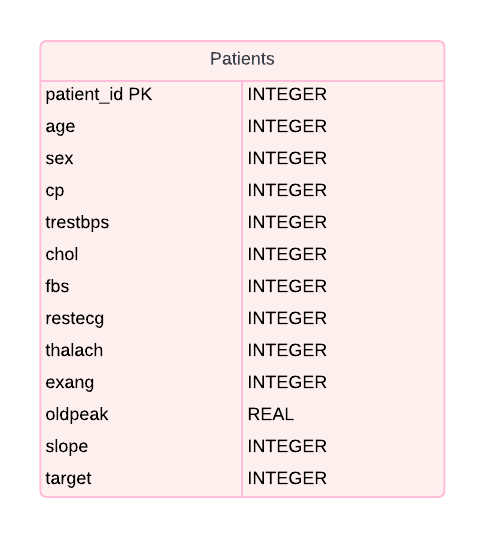 Patients
patient_id PK INTEGER
age INTEGER
sex INTEGER
cp INTEGER
trestbps INTEGER
chol INTEGER
fbs INTEGER
restecg INTEGER
thalach INTEGER
exang INTEGER
oldpeak REAL
slope INTEGER
target INTEGER